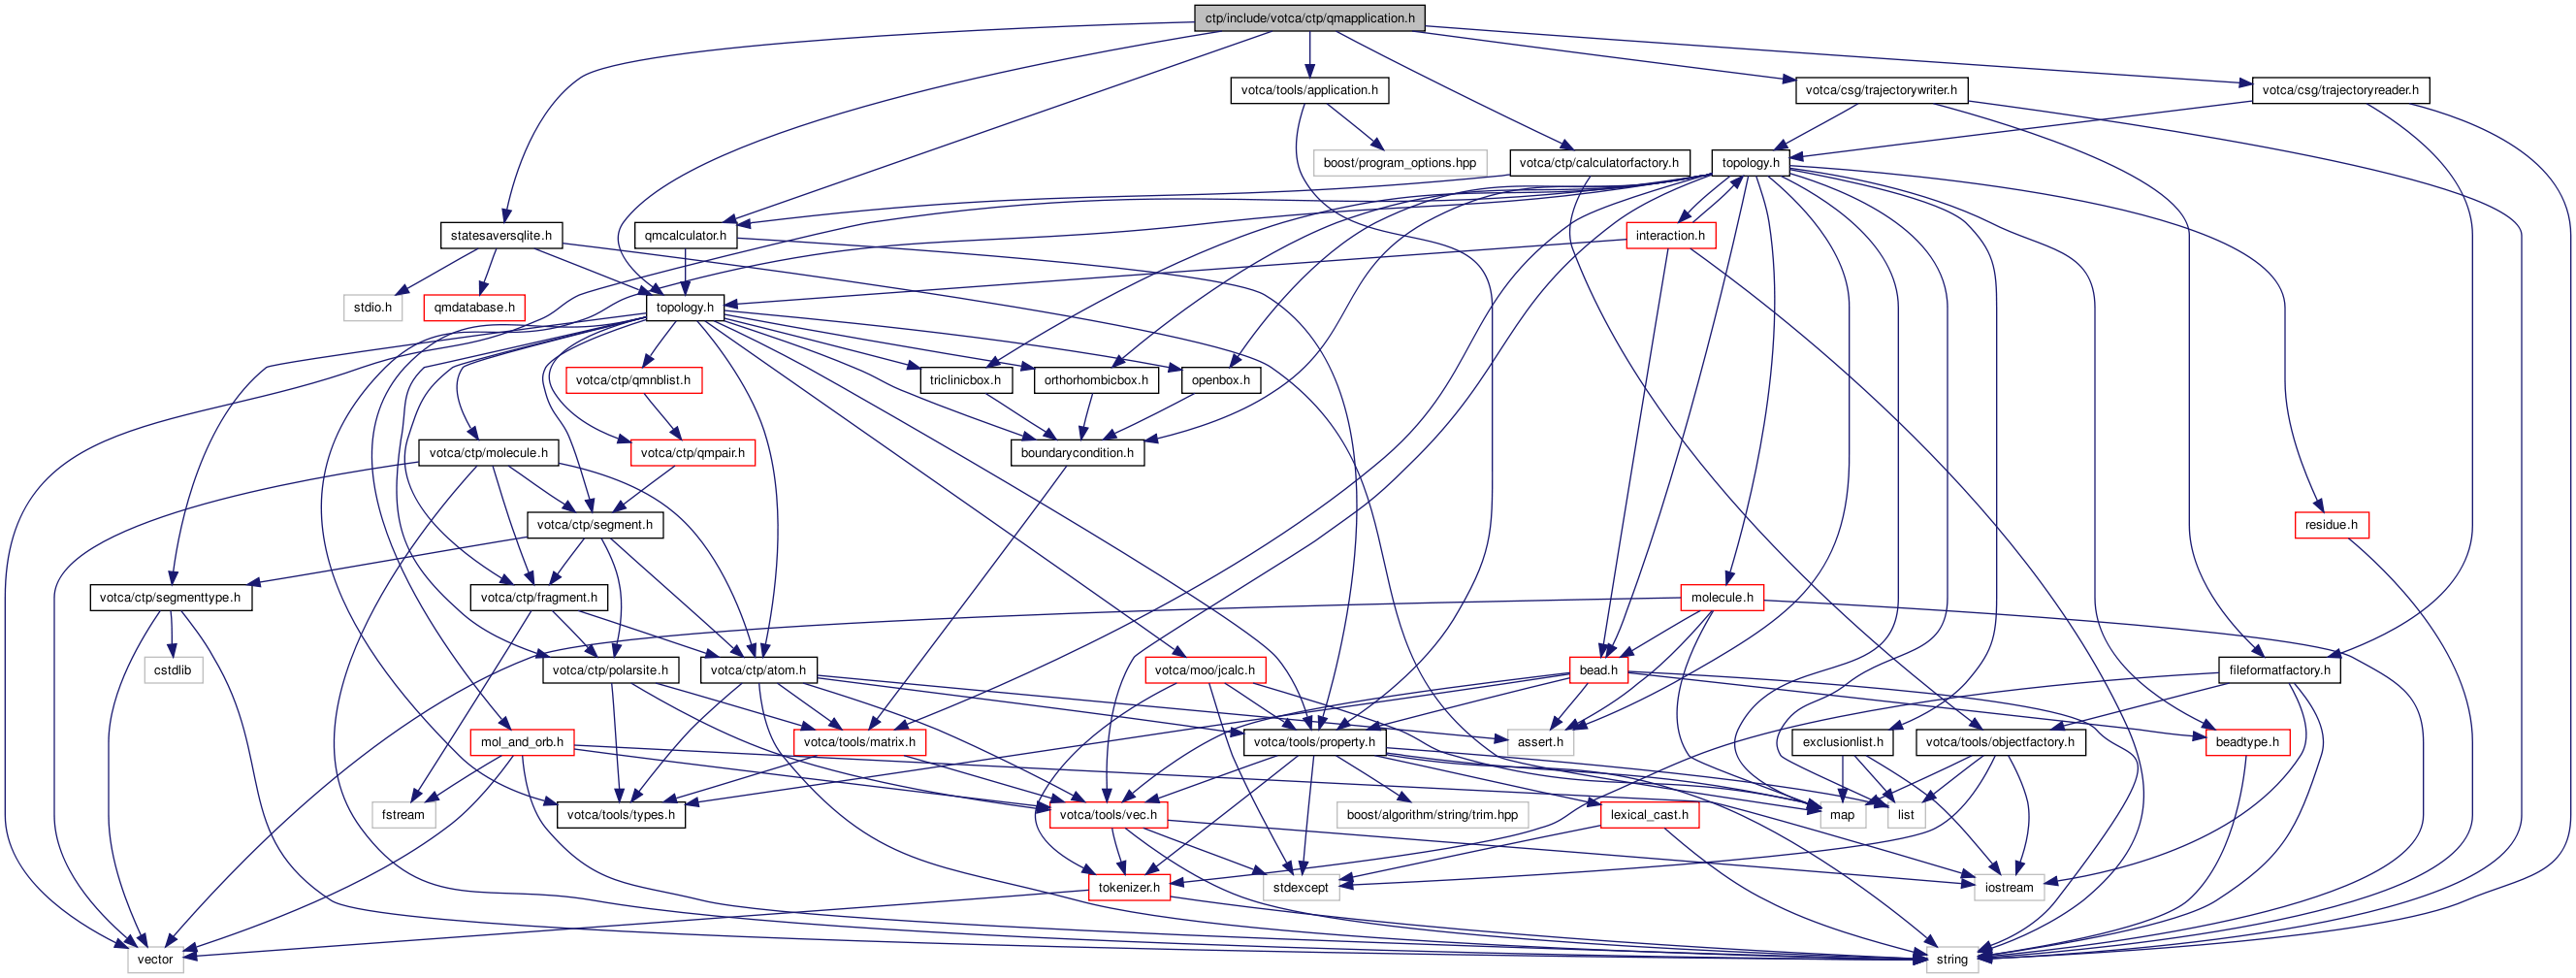 ctp/include/votca/ctp/qmapplication.h
votca/tools/application.h
votca/csg/trajectorywriter.h
votca/csg/trajectoryreader.h
boost/program_options.hpp
votca/ctp/calculatorfactory.h
topology.h
statesaversqlite.h
qmcalculator.h
interaction.h
stdio.h
qmdatabase.h
topology.h
votca/ctp/qmnblist.h
triclinicbox.h
orthorhombicbox.h
openbox.h
votca/ctp/molecule.h
votca/ctp/qmpair.h
boundarycondition.h
votca/ctp/segment.h
residue.h
votca/ctp/segmenttype.h
votca/ctp/fragment.h
molecule.h
cstdlib
votca/ctp/polarsite.h
votca/ctp/atom.h
votca/moo/jcalc.h
bead.h
fileformatfactory.h
mol_and_orb.h
votca/tools/matrix.h
votca/tools/property.h
assert.h
exclusionlist.h
votca/tools/objectfactory.h
beadtype.h
fstream
votca/tools/types.h
votca/tools/vec.h
boost/algorithm/string/trim.hpp
lexical_cast.h
map
list
tokenizer.h
stdexcept
iostream
vector
string